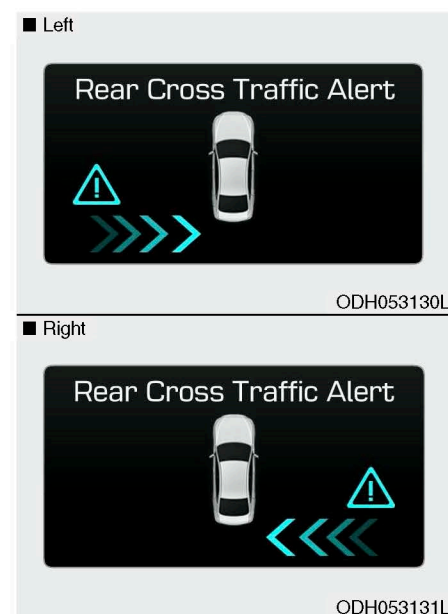 ■ Left
Rear Cross Traffic Alert
ODH053130L
■ Right
Rear Cross Traffic Alert
ODH053131L